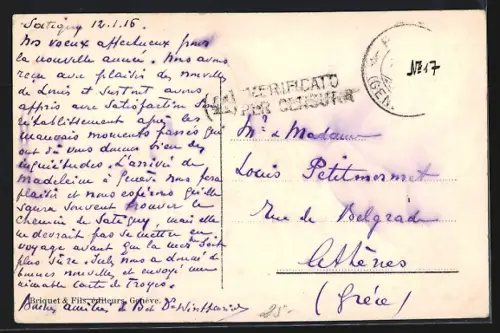 Satigny 12.1.16.
Nos voeux affectueux pour
la nouvelle année. Nous avons
reçu avec plaisir des nouvelles
de Louis et surtout avons
appris avec satisfaction son
rétablissement après les
mauvais moments passés qui
ont dû vous donner bien des
inquiétudes. L'arrivée de
Madeleine à Genève nous fera
plaisir et nous espérons qu'elle
saura souvent trouver le
chemin de Satigny, mais elle
ne devrait pas se mettre en
voyage avant que la mer soit
plus sûre. Jules nous a donné de
bonnes nouvelles et envoyé une
aimable carte de Troyes.
Briquet & Fils, éditeurs, Genève.
Bonnes amitiés
VERIFICATO
PER CENSURA
(GEN
No 17
Mr & Madame
Louis Petitmermet
Rue de Belgrade
Athènes
(Grèce)
25.-